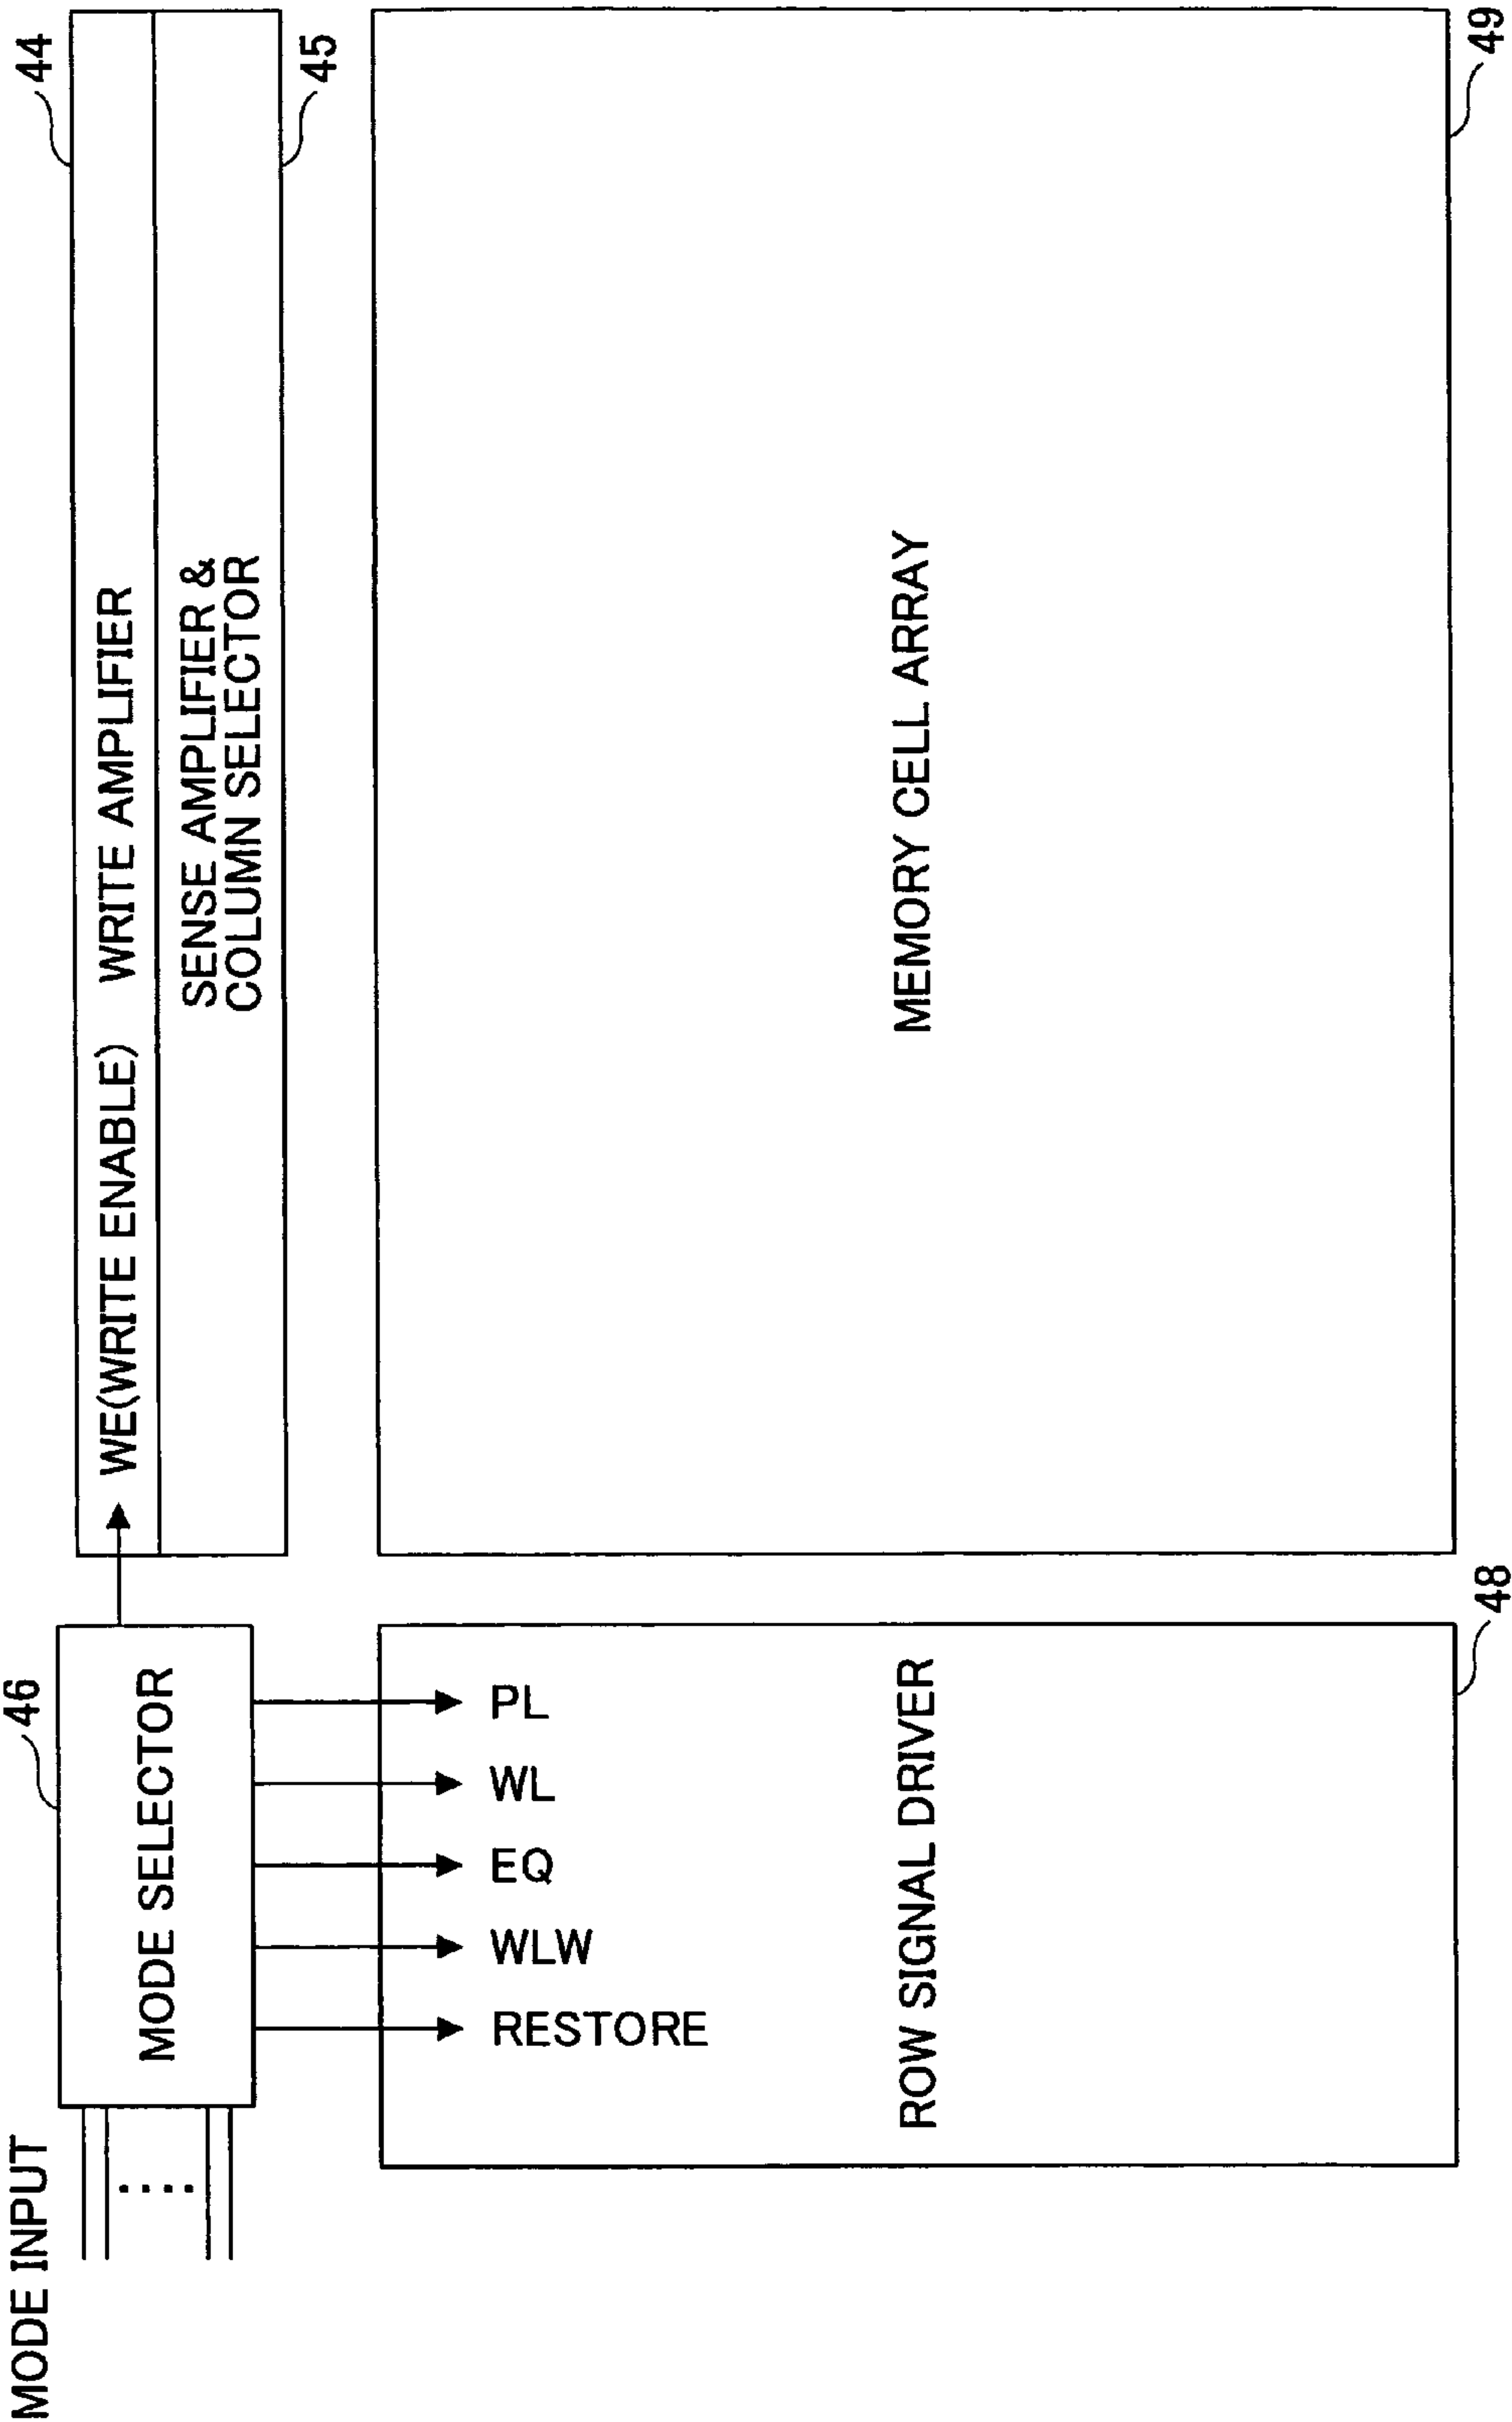 MODE INPUT
46
MODE SELECTOR
44
WE(WRITE ENABLE) WRITE AMPLIFIER
SENSE AMPLIFIER &
COLUMN SELECTOR
45
PL
WL
EQ
WLW
RESTORE
ROW SIGNAL DRIVER
48
MEMORY CELL ARRAY
49